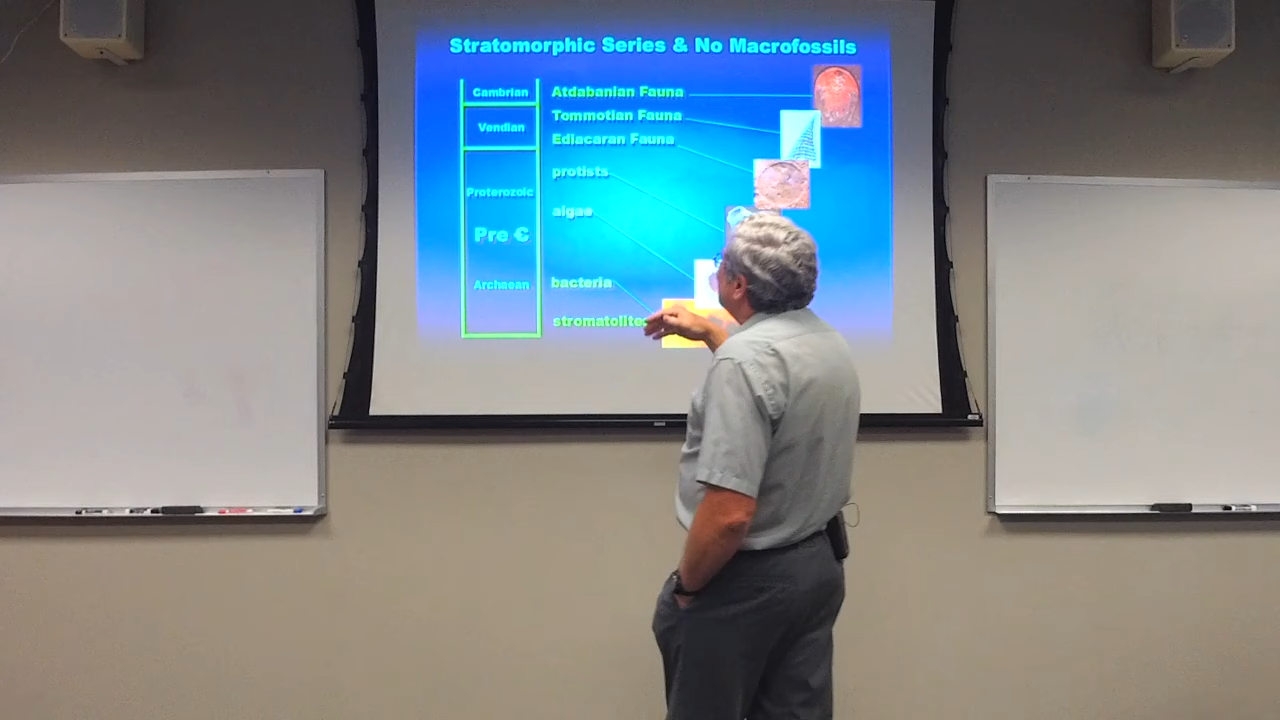 Stratomorphic Series & No Macrofossils
Cambrian
Atdabanian Fauna
Tommotian Fauna
Vendian
Ediacaran Fauna
protists
Proterozoic
algae
Pre Є
Archaean
bacteria
stromatolites